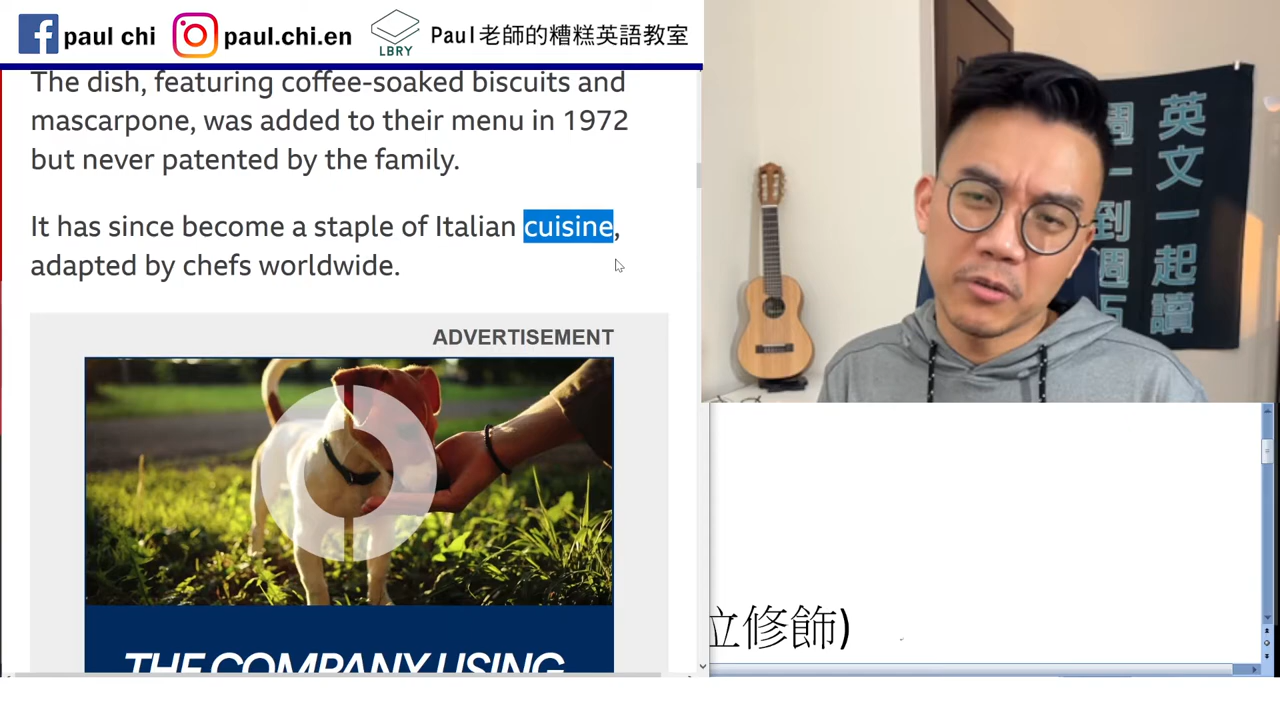 paul chi
paul.chi.en
LBRY
Paul老師的糟糕英語教室
The dish, featuring coffee-soaked biscuits and
mascarpone, was added to their menu in 1972
but never patented by the family.
It has since become a staple of Italian cuisine,
adapted by chefs worldwide.
ADVERTISEMENT
THE COMPANY USING
英文一起讀
週一到週五
位修飾)